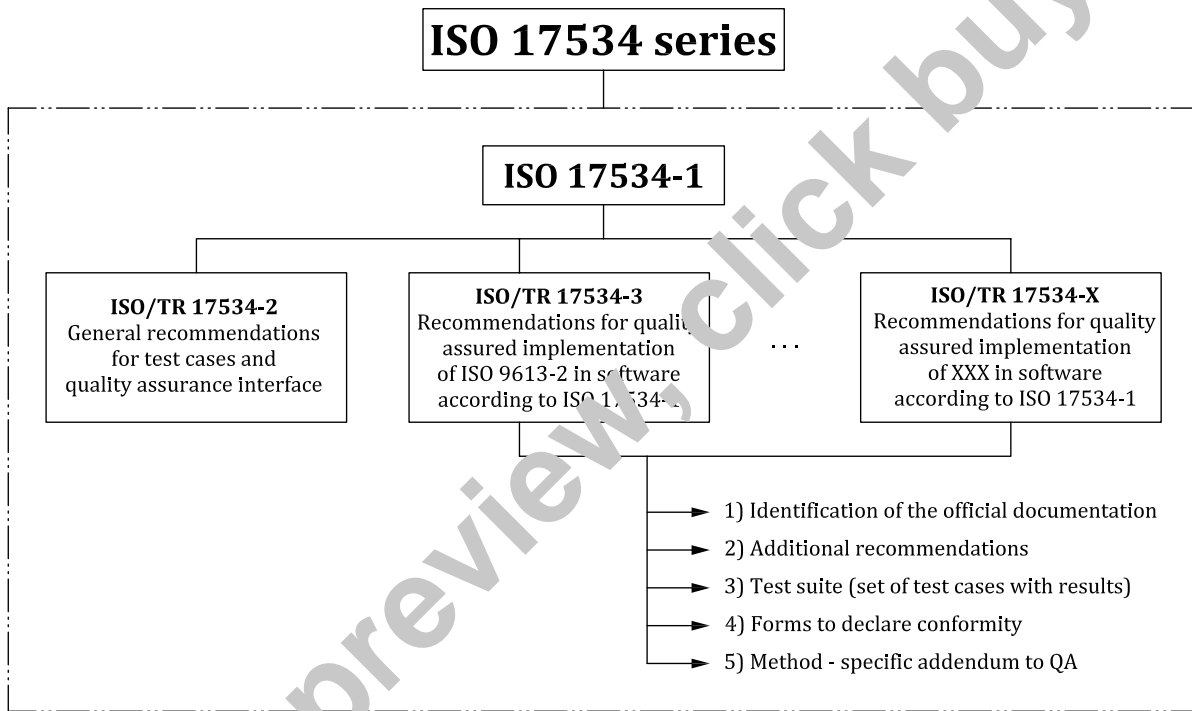 ISO 17534 series
ISO 17534-1
ISO/TR 17534-2
General recommendations
for test cases and
quality assurance interface
ISO/TR 17534-3
Recommendations for quality
assured implementation
of ISO 9613-2 in software
according to ISO 17534-1
...
ISO/TR 17534-X
Recommendations for quality
assured implementation
of XXX in software
according to ISO 17534-1
1) Identification of the official documentation
2) Additional recommendations
3) Test suite (set of test cases with results)
4) Forms to declare conformity
5) Method - specific addendum to QA
preview, click buy